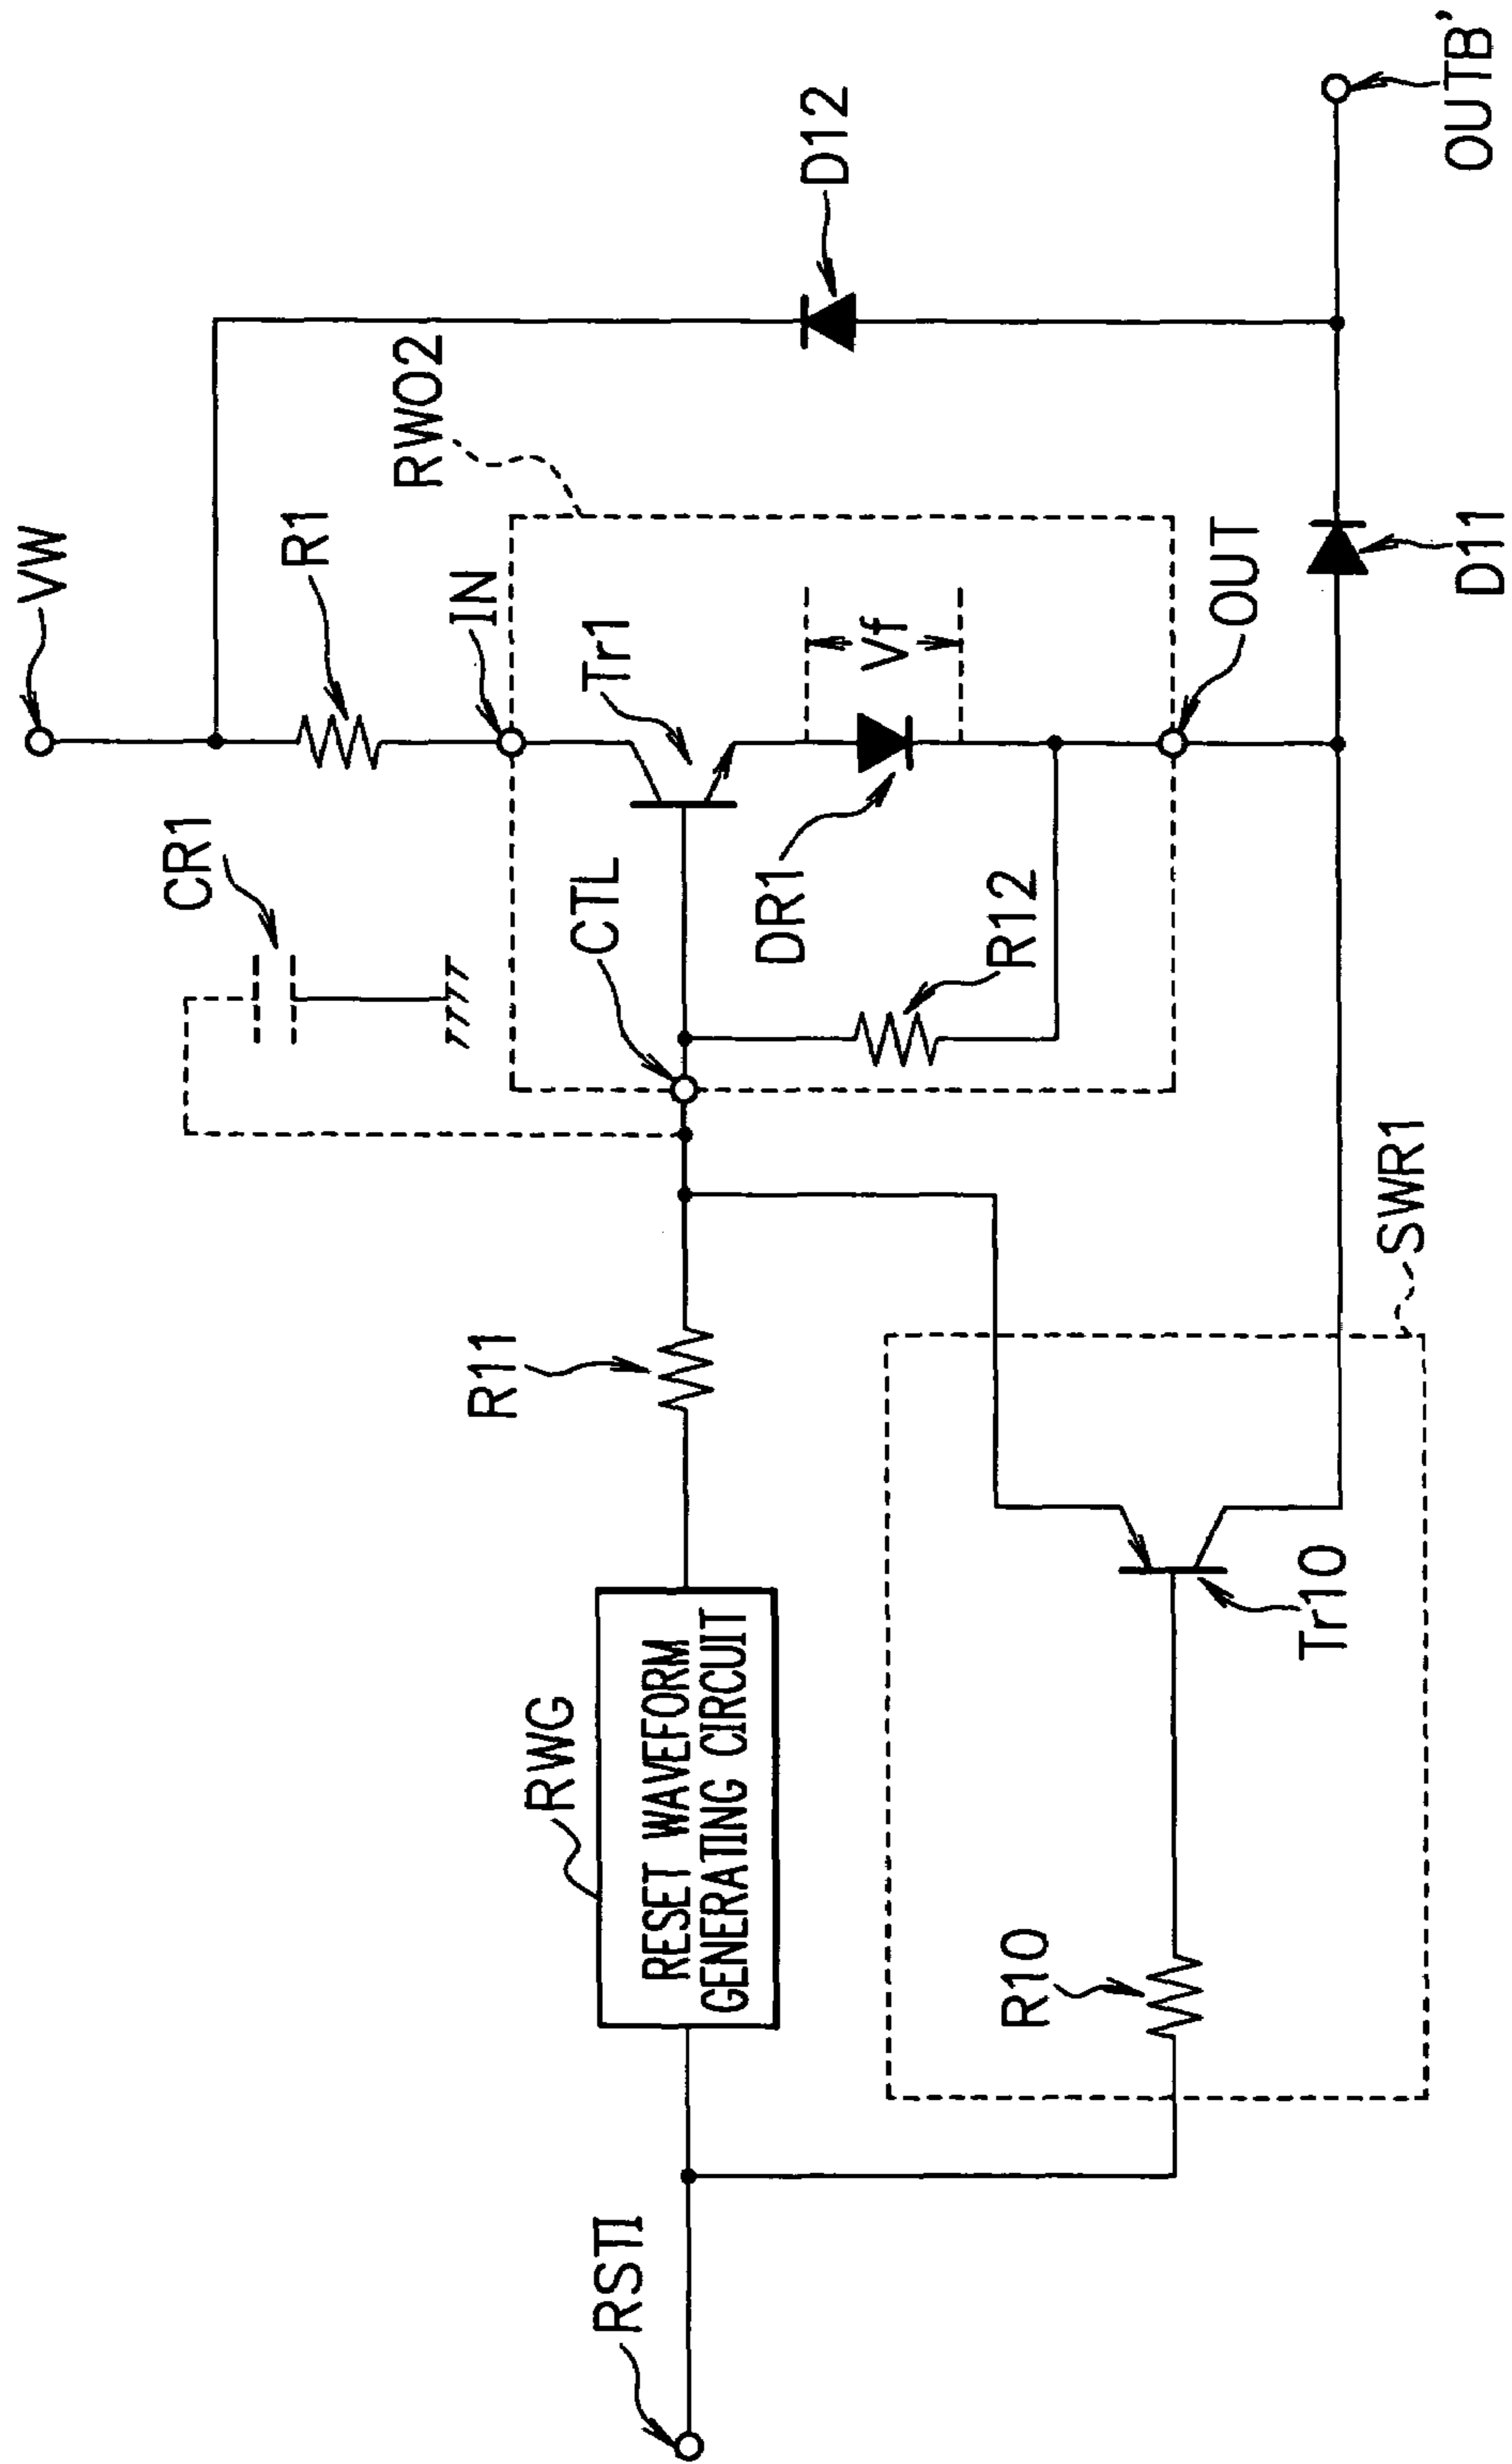 VW
R1
IN
RWO2
D12
CR1
CTL
Tr1
Vf
DR1
R12
OUT
D11
OUTB'
R11
RWG
RESET WAVEFORM
GENERATING CIRCUIT
RSTI
SWR1
R10
Tr10